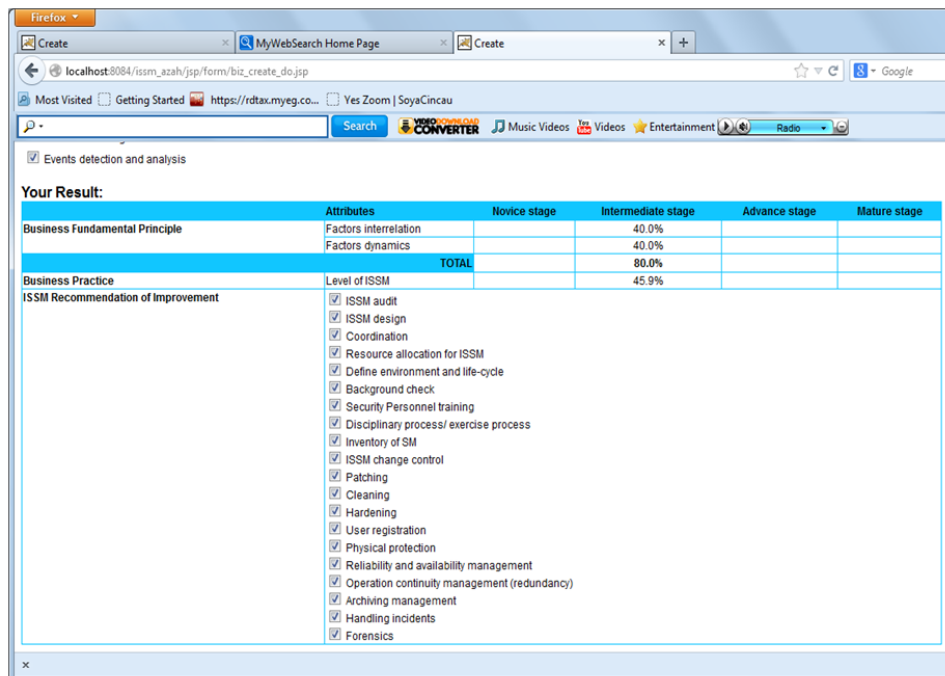 Firefox
Create
MyWebSearch Home Page
Create
localhost:8084/issm_azah/jsp/form/biz_create_do.jsp
Google
Most Visited Getting Started https://rdtax.myeg.co... Yes Zoom | SoyaCincau
Search VIDEO DOWNLOAD CONVERTER Music Videos Videos Entertainment Radio
Events detection and analysis
Your Result:
Attributes Novice stage Intermediate stage Advance stage Mature stage
Business Fundamental Principle Factors interrelation 40.0%
Factors dynamics 40.0%
TOTAL 80.0%
Business Practice Level of ISSM 45.9%
ISSM Recommendation of Improvement ISSM audit
ISSM design
Coordination
Resource allocation for ISSM
Define environment and life-cycle
Background check
Security Personnel training
Disciplinary process/ exercise process
Inventory of SM
ISSM change control
Patching
Cleaning
Hardening
User registration
Physical protection
Reliability and availability management
Operation continuity management (redundancy)
Archiving management
Handling incidents
Forensics